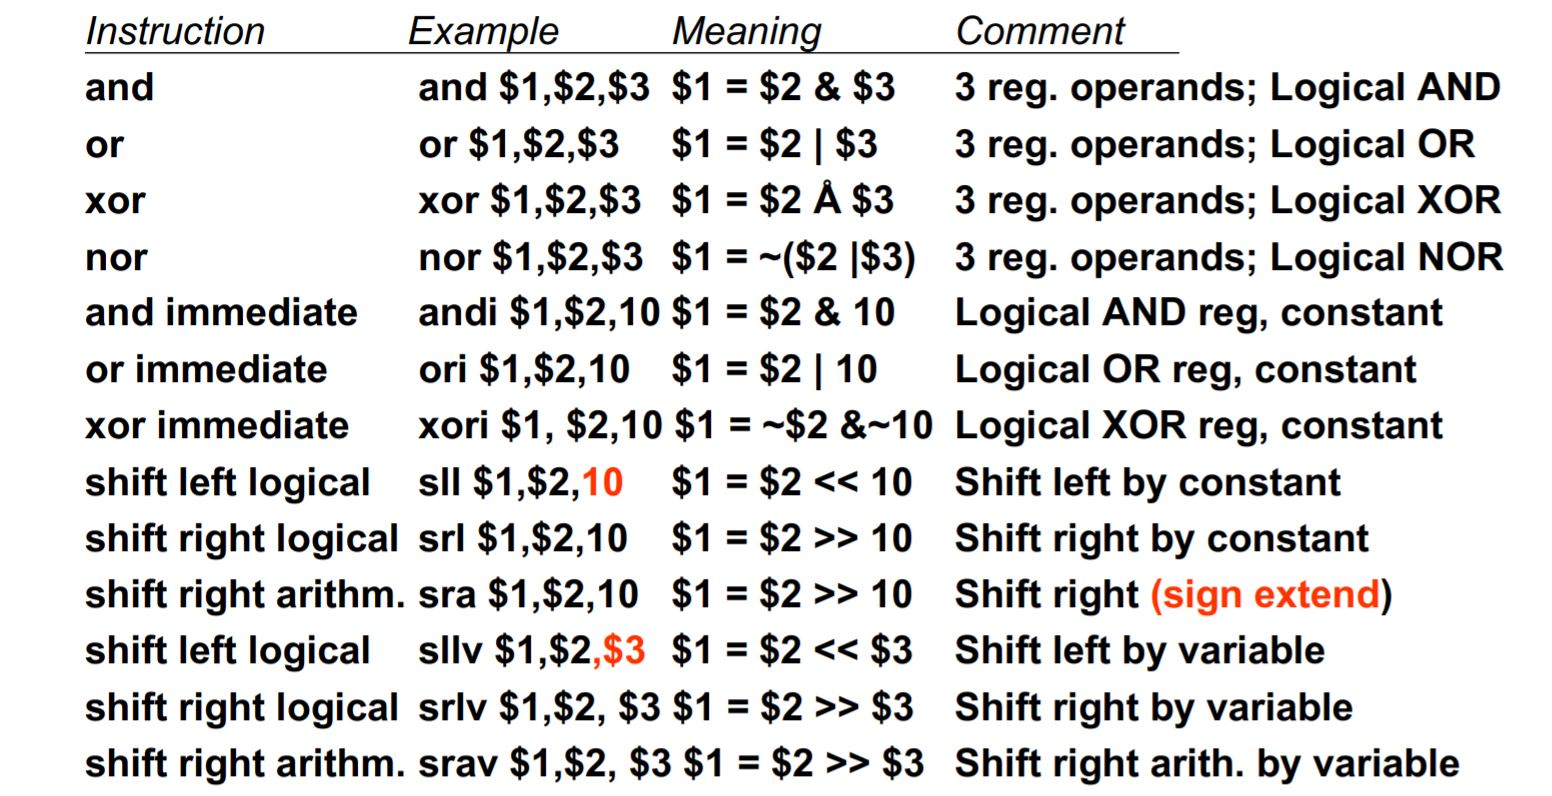 Instruction Example Meaning Comment
and and $1,$2,$3 $1 = $2 & $3 3 reg. operands; Logical AND
or or $1,$2,$3 $1 = $2 | $3 3 reg. operands; Logical OR
xor xor $1,$2,$3 $1 = $2 Å $3 3 reg. operands; Logical XOR
nor nor $1,$2,$3 $1 = ~($2 |$3) 3 reg. operands; Logical NOR
and immediate andi $1,$2,10 $1 = $2 & 10 Logical AND reg, constant
or immediate ori $1,$2,10 $1 = $2 | 10 Logical OR reg, constant
xor immediate xori $1, $2,10 $1 = ~$2 &~10 Logical XOR reg, constant
shift left logical sll $1,$2,10 $1 = $2 << 10 Shift left by constant
shift right logical srl $1,$2,10 $1 = $2 >> 10 Shift right by constant
shift right arithm. sra $1,$2,10 $1 = $2 >> 10 Shift right (sign extend)
shift left logical sllv $1,$2,$3 $1 = $2 << $3 Shift left by variable
shift right logical srlv $1,$2, $3 $1 = $2 >> $3 Shift right by variable
shift right arithm. srav $1,$2, $3 $1 = $2 >> $3 Shift right arith. by variable